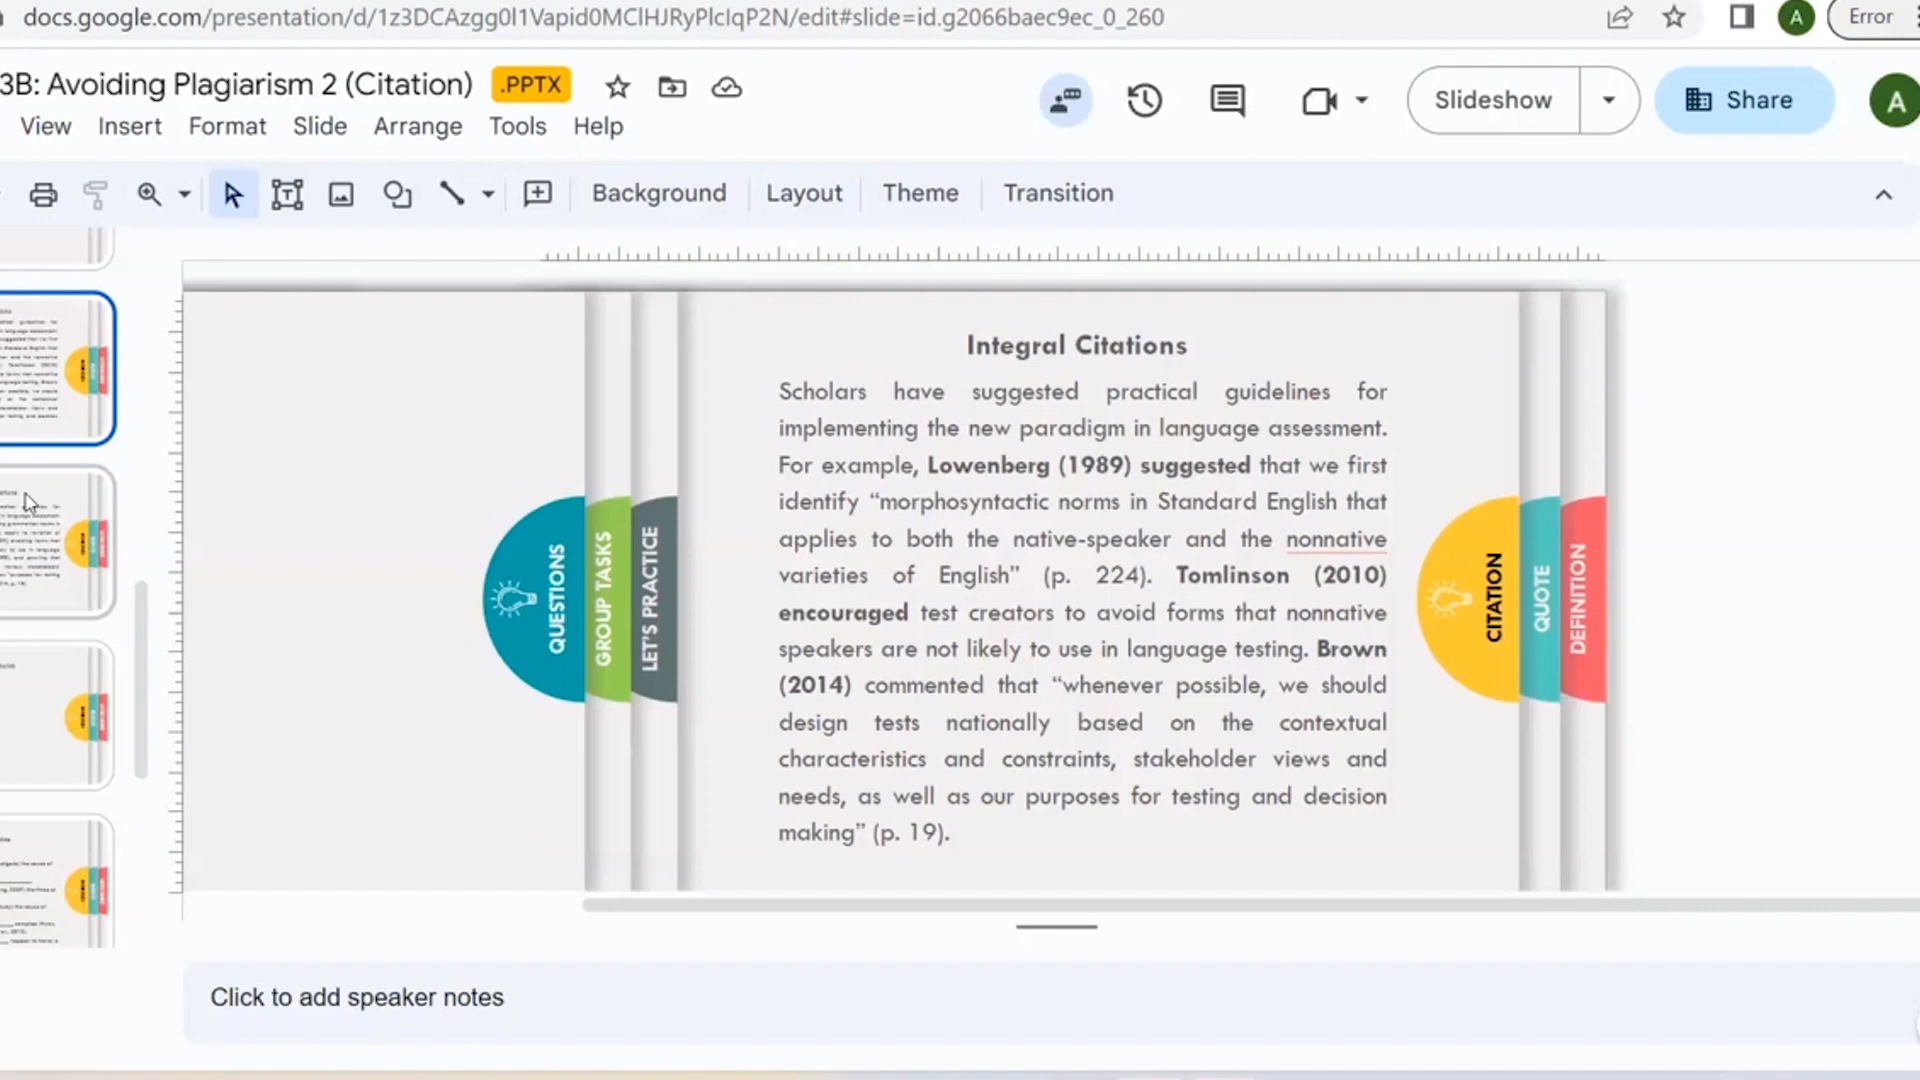 docs.google.com/presentation/d/1z3DCAzgg0l1Vapid0MClHJRyPlcIqP2N/edit#slide=id.g2066baec9ec_0_260
A
Error
3B: Avoiding Plagiarism 2 (Citation)
.PPTX
Slideshow
Share
A
View
Insert
Format
Slide
Arrange
Tools
Help
Background
Layout
Theme
Transition
Integral Citations
Scholars have suggested practical guidelines for
implementing the new paradigm in language assessment.
For example, Lowenberg (1989) suggested that we first
identify “morphosyntactic norms in Standard English that
applies to both the native-speaker and the nonnative
varieties of English” (p. 224). Tomlinson (2010)
encouraged test creators to avoid forms that nonnative
speakers are not likely to use in language testing. Brown
(2014) commented that “whenever possible, we should
design tests nationally based on the contextual
characteristics and constraints, stakeholder views and
needs, as well as our purposes for testing and decision
making” (p. 19).
QUESTIONS
GROUP TASKS
LET'S PRACTICE
CITATION
QUOTE
DEFINITION
Click to add speaker notes